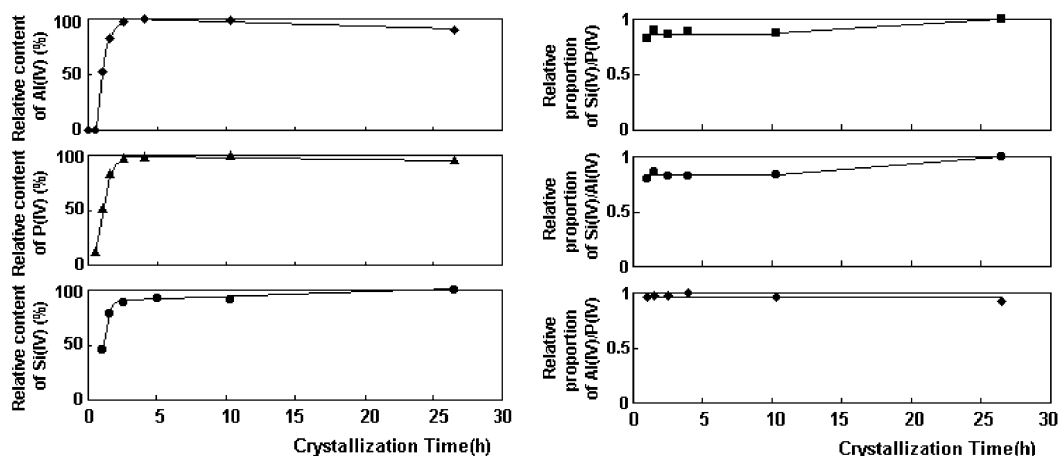 Relative content
of Al(IV) (%)
100
50
0
Relative content
of P(IV) (%)
100
50
0
Relative content
of Si(IV) (%)
100
50
0
0 5 10 15 20 25 30
Crystallization Time(h)
Relative
proportion
of Si(IV)/P(IV)
1
0.5
0
Relative
proportion
of Si(IV)/Al(IV)
1
0.5
0
Relative
proportion
of Al(IV)/P(IV)
1
0.5
0
0 5 10 15 20 25 30
Crystallization Time(h)